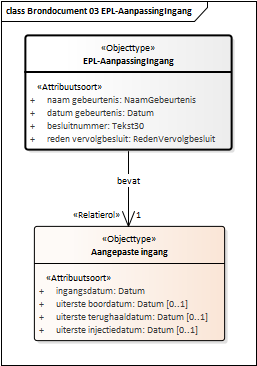 class Brondocument 03 EPL-AanpassingIngang
«Objecttype»
EPL-AanpassingIngang
«Attribuutsoort»
+ naam gebeurtenis: NaamGebeurtenis
+ datum gebeurtenis: Datum
+ besluitnummer: Tekst30
+ reden vervolgbesluit: RedenVervolgbesluit
bevat
«Relatierol» 1
«Objecttype»
Aangepaste ingang
«Attribuutsoort»
+ ingangsdatum: Datum
+ uiterste boordatum: Datum [0..1]
+ uiterste terughaaldatum: Datum [0..1]
+ uiterste injectiedatum: Datum [0..1]